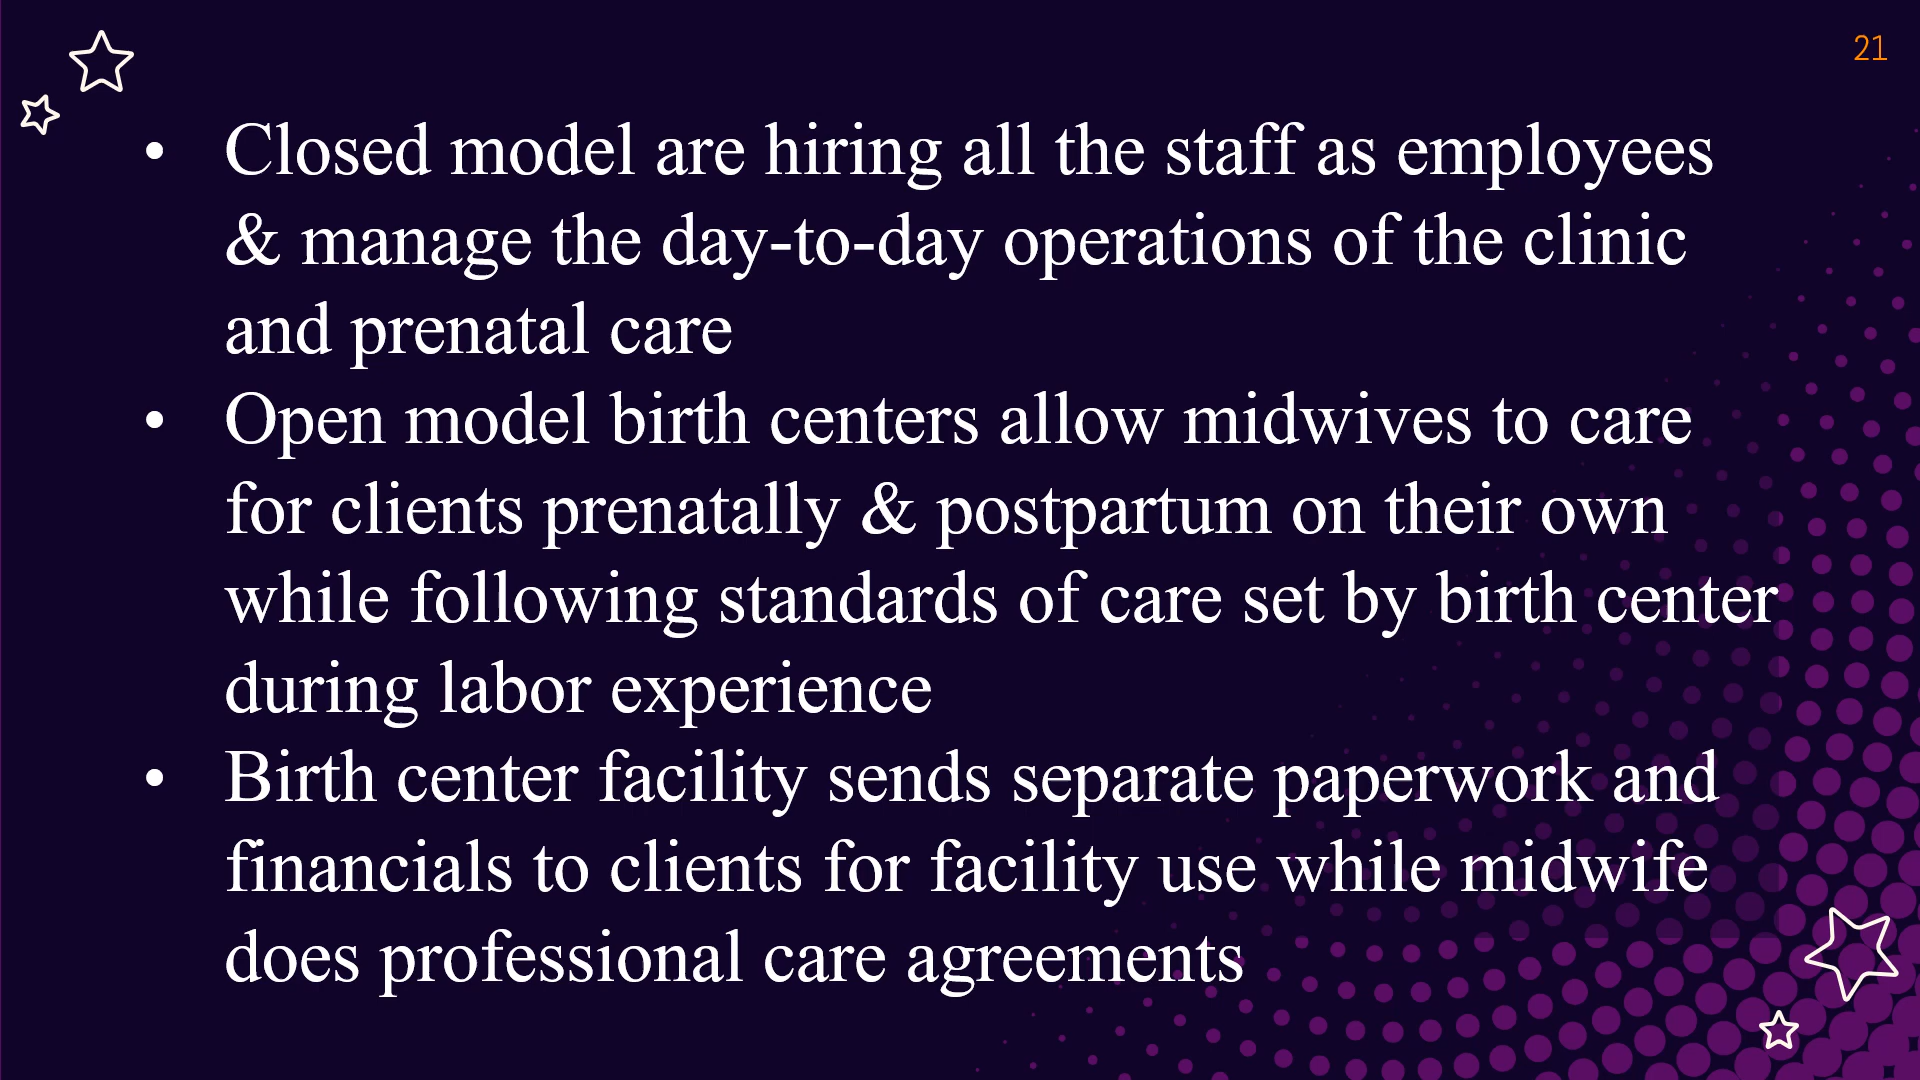 21
• Closed model are hiring all the staff as employees
& manage the day-to-day operations of the clinic
and prenatal care
• Open model birth centers allow midwives to care
for clients prenatally & postpartum on their own
while following standards of care set by birth center
during labor experience
• Birth center facility sends separate paperwork and
financials to clients for facility use while midwife
does professional care agreements